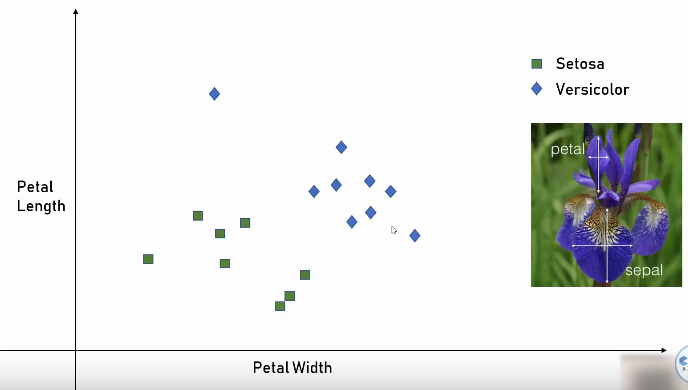 Setosa
Versicolor
petal
Petal
Length
sepal
Petal Width